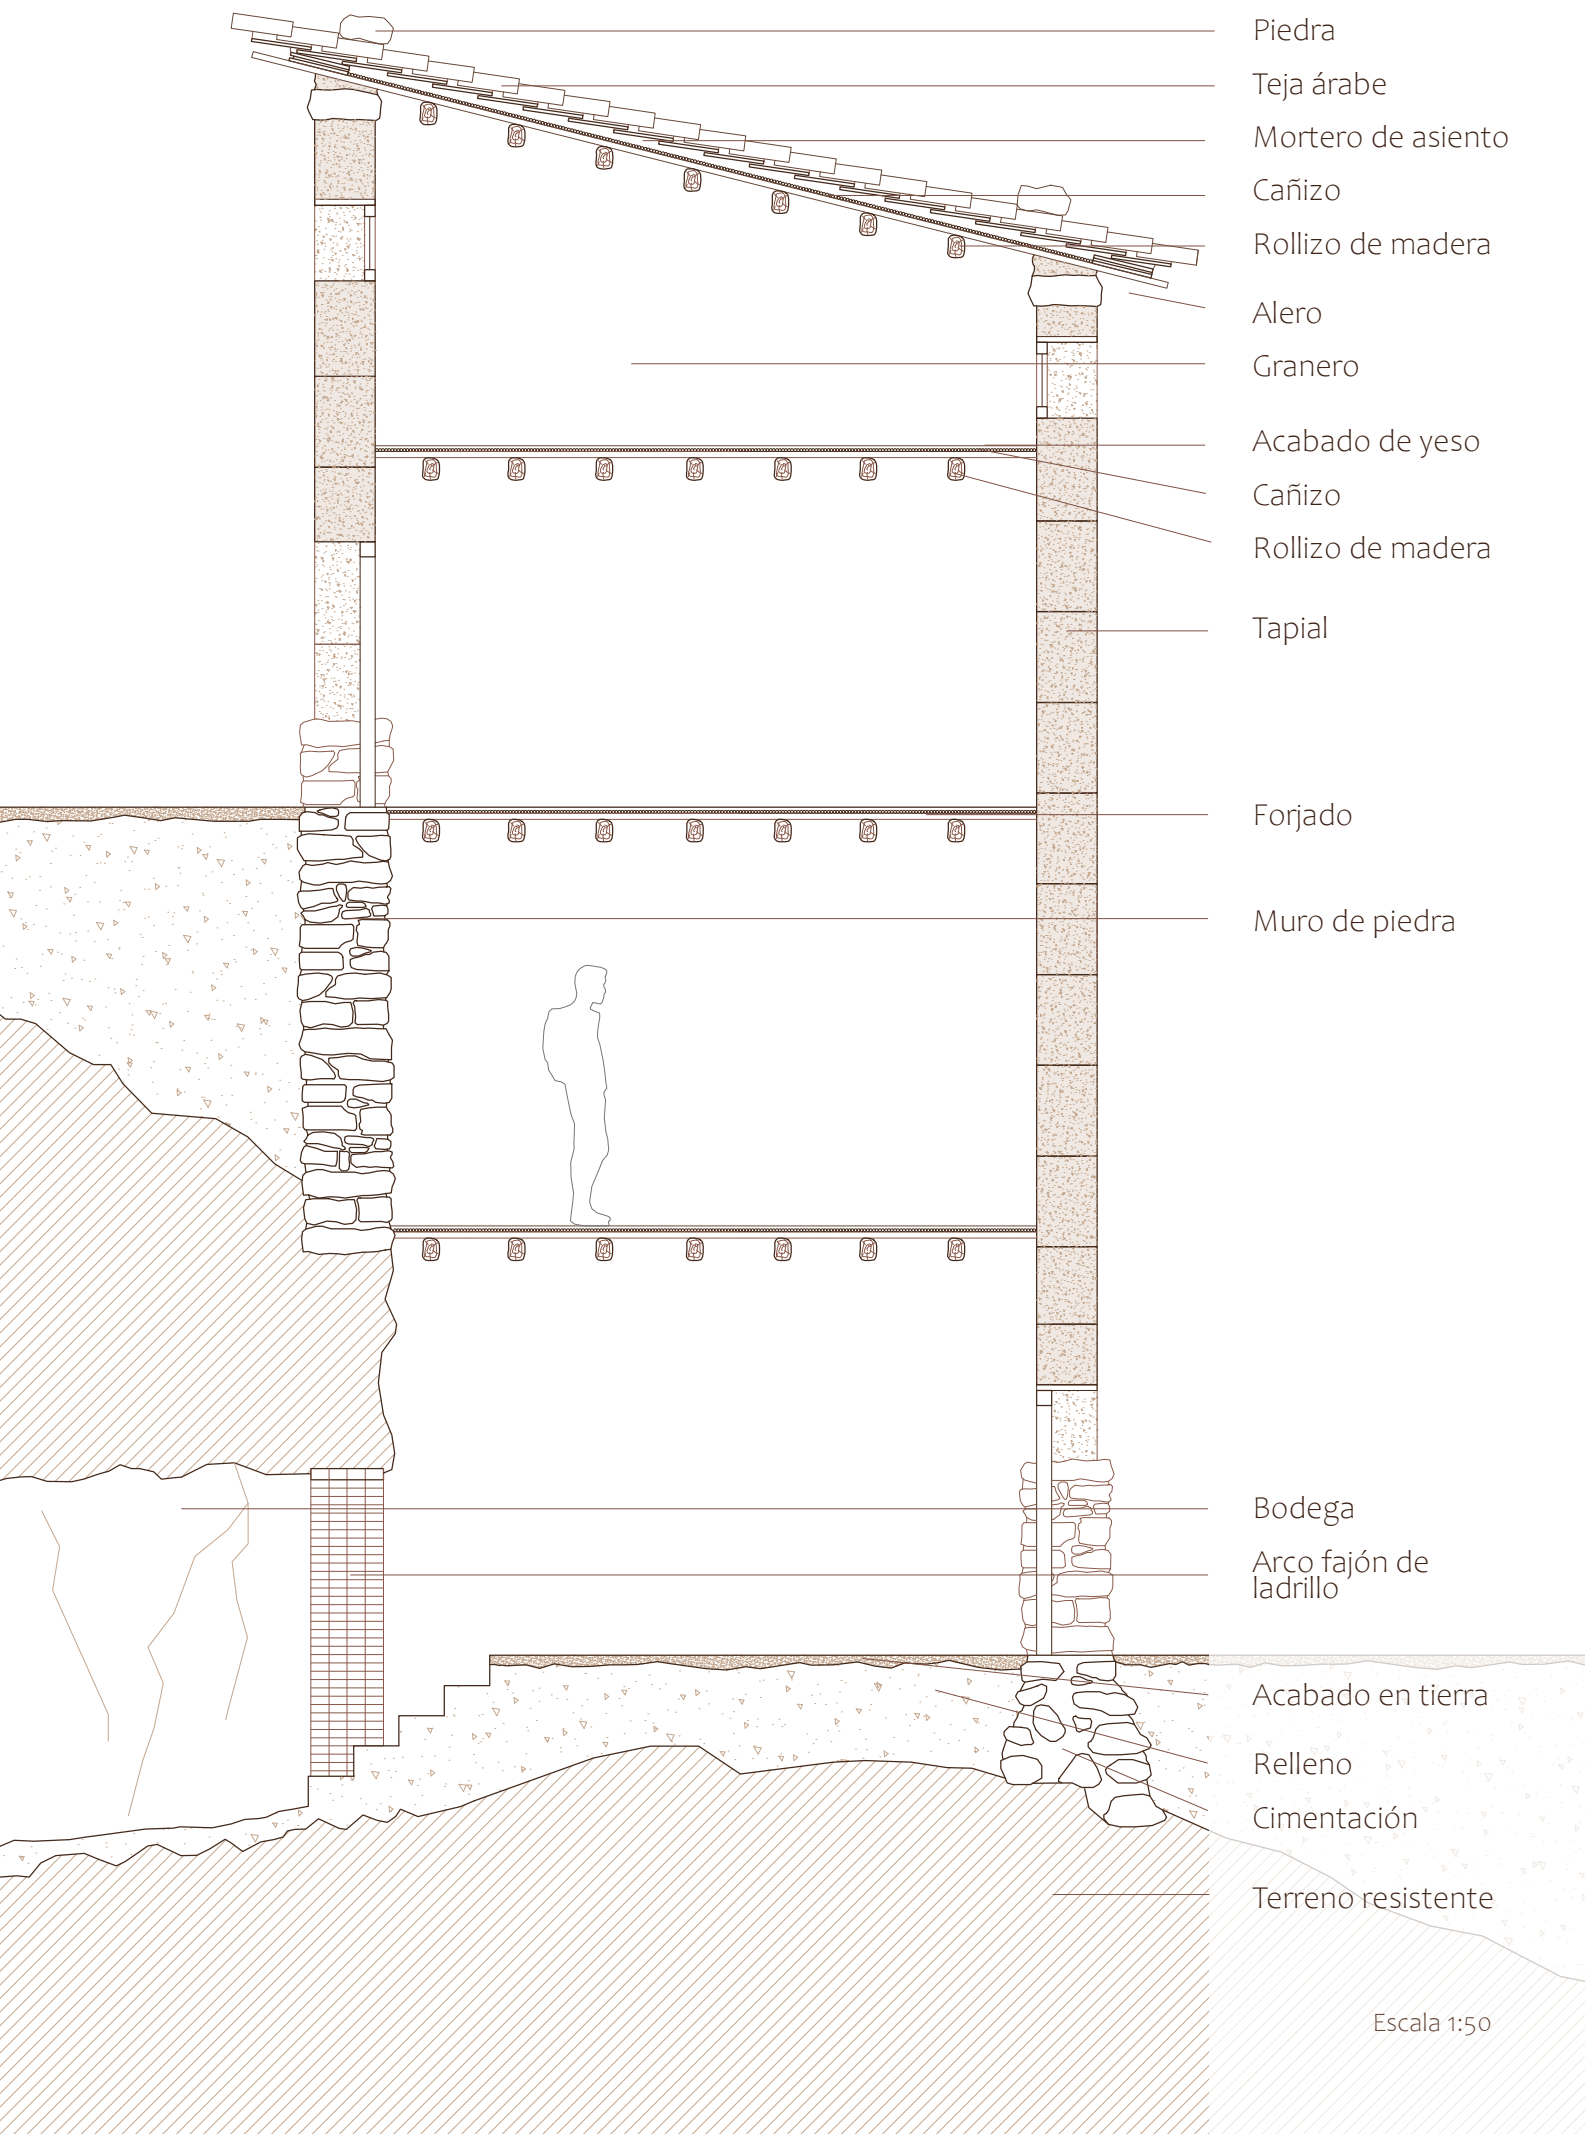 Piedra
Teja árabe
Mortero de asiento
Cañizo
Rollizo de madera
Alero
Granero
Acabado de yeso
Cañizo
Rollizo de madera
Tapial
Forjado
Muro de piedra
Bodega
Arco fajón de
ladrillo
Acabado en tierra
Relleno
Cimentación
Terreno resistente
Escala 1:50